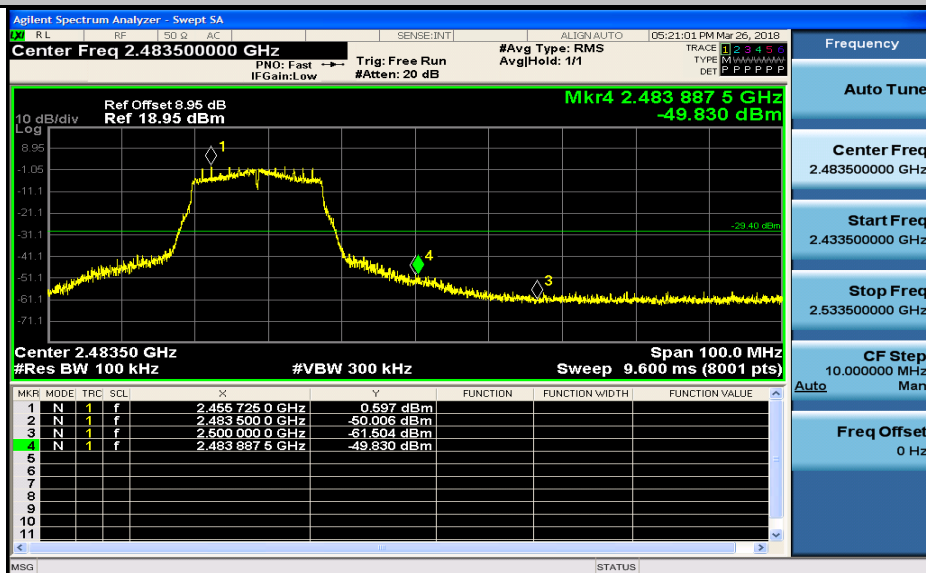 Agilent Spectrum Analyzer - Swept SA
LXI RL RF 50 Ω AC SENSE:INT ALIGN AUTO 05:21:01 PM Mar 26, 2018
Center Freq 2.483500000 GHz
PNO: Fast
IFGain:Low
Trig: Free Run
#Atten: 20 dB
#Avg Type: RMS
Avg|Hold: 1/1
TRACE 1 2 3 4 5 6
TYPE M WWWWW
DET P P P P P P
Mkr4 2.483 887 5 GHz
-49.830 dBm
Ref Offset 8.95 dB
10 dB/div Ref 18.95 dBm
Log
8.95
-1.05
-11.1
-21.1
-31.1
-41.1
-51.1
-61.1
-71.1
1
4
3
-29.40 dBm
Center 2.48350 GHz Span 100.0 MHz
#Res BW 100 kHz #VBW 300 kHz Sweep 9.600 ms (8001 pts)
MKR MODE TRC SCL X Y FUNCTION FUNCTION WIDTH FUNCTION VALUE
1 N 1 f 2.455 725 0 GHz 0.597 dBm
2 N 1 f 2.483 500 0 GHz -50.006 dBm
3 N 1 f 2.500 000 0 GHz -61.504 dBm
4 N 1 f 2.483 887 5 GHz -49.830 dBm
5
6
7
8
9
10
11
MSG STATUS
Frequency
Auto Tune
Center Freq
2.483500000 GHz
Start Freq
2.433500000 GHz
Stop Freq
2.533500000 GHz
CF Step
10.000000 MHz
Auto Man
Freq Offset
0 Hz